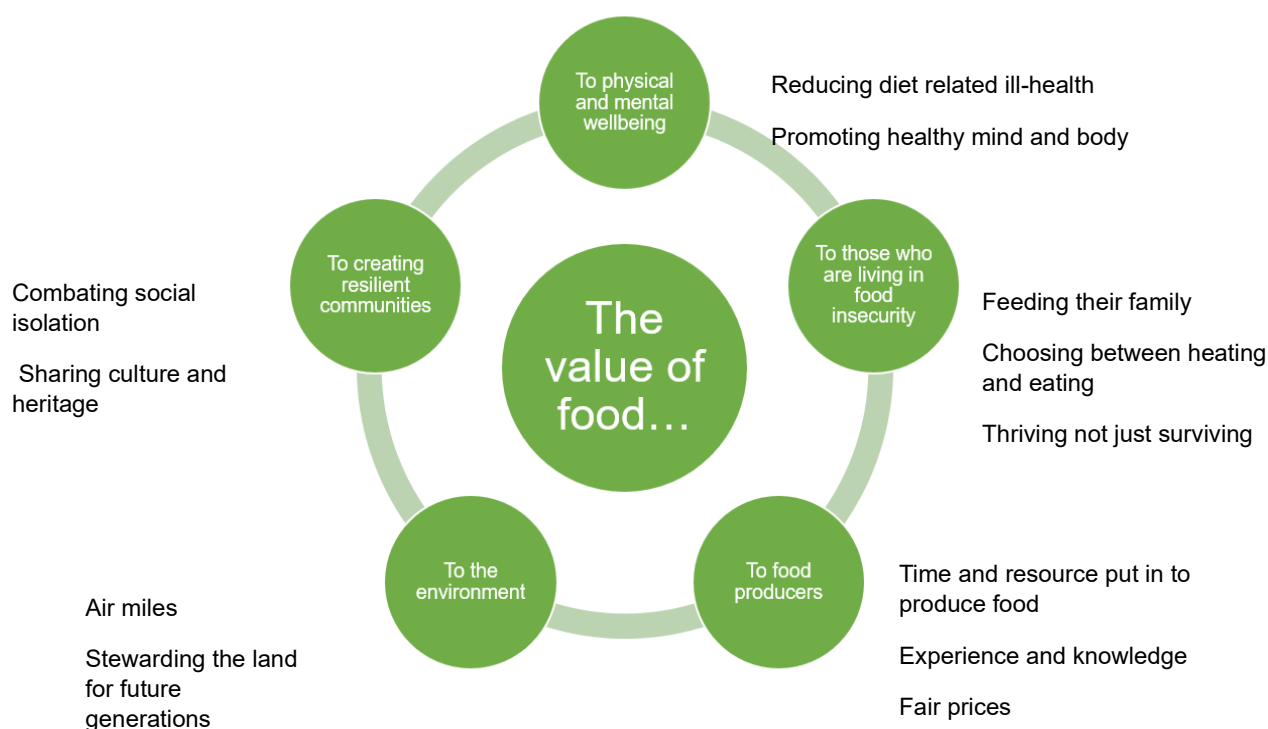 To physical
and mental
wellbeing
Reducing diet related ill-health
Promoting healthy mind and body
To those who
are living in
food
insecurity
Feeding their family
Choosing between heating
and eating
Thriving not just surviving
To food
producers
Time and resource put in to
produce food
Experience and knowledge
Fair prices
To the
environment
Air miles
Stewarding the land
for future
generations
To creating
resilient
communities
Combating social
isolation
Sharing culture and
heritage
The
value of
food…